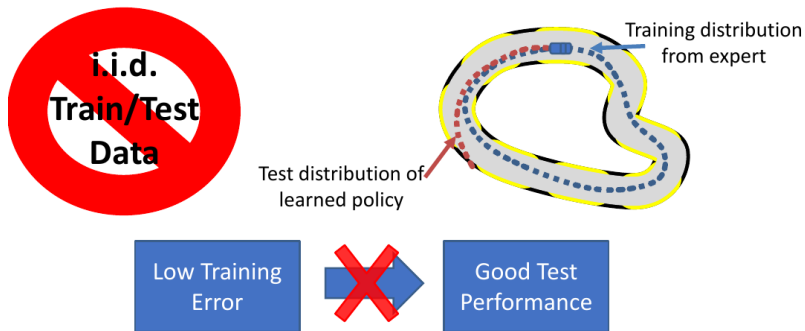 i.i.d.
Train/Test
Data
Training distribution
from expert
Test distribution of
learned policy
Low Training
Error
Good Test
Performance